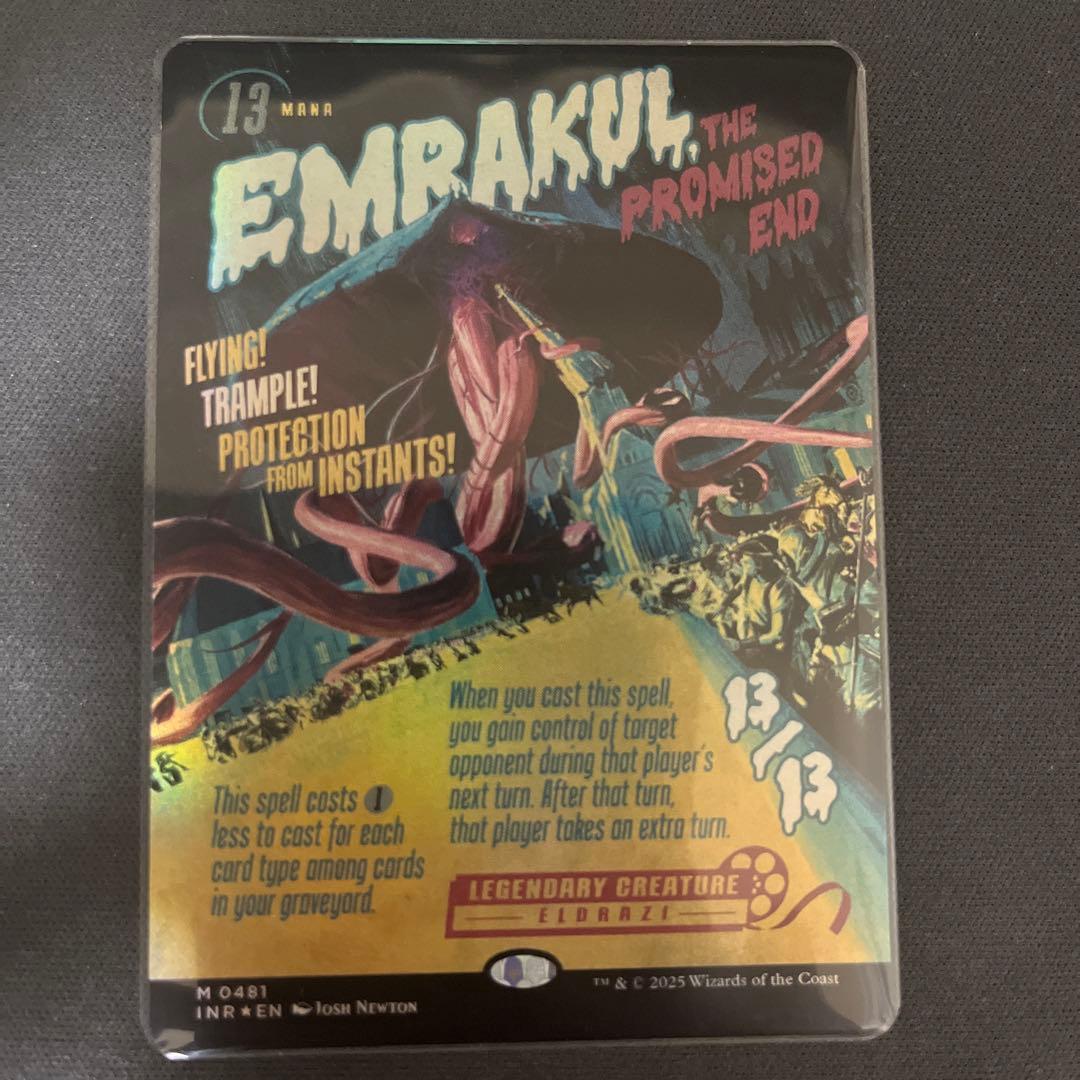 13 MANA
EMRAKUL, THE
PROMISED
END
FLYING!
TRAMPLE!
PROTECTION
FROM INSTANTS!
When you cast this spell,
you gain control of target
opponent during that player's
next turn. After that turn,
that player takes an extra turn.
13/13
This spell costs 1
less to cast for each
card type among cards
in your graveyard.
LEGENDARY CREATURE
ELDRAZI
M 0481
INR★EN JOSH NEWTON
™ & © 2025 Wizards of the Coast